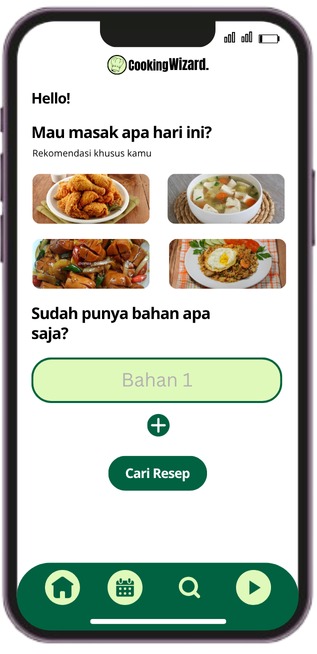 CookingWizard.
Hello!
Mau masak apa hari ini?
Rekomendasi khusus kamu
Sudah punya bahan apa
saja?
Bahan 1
Cari Resep